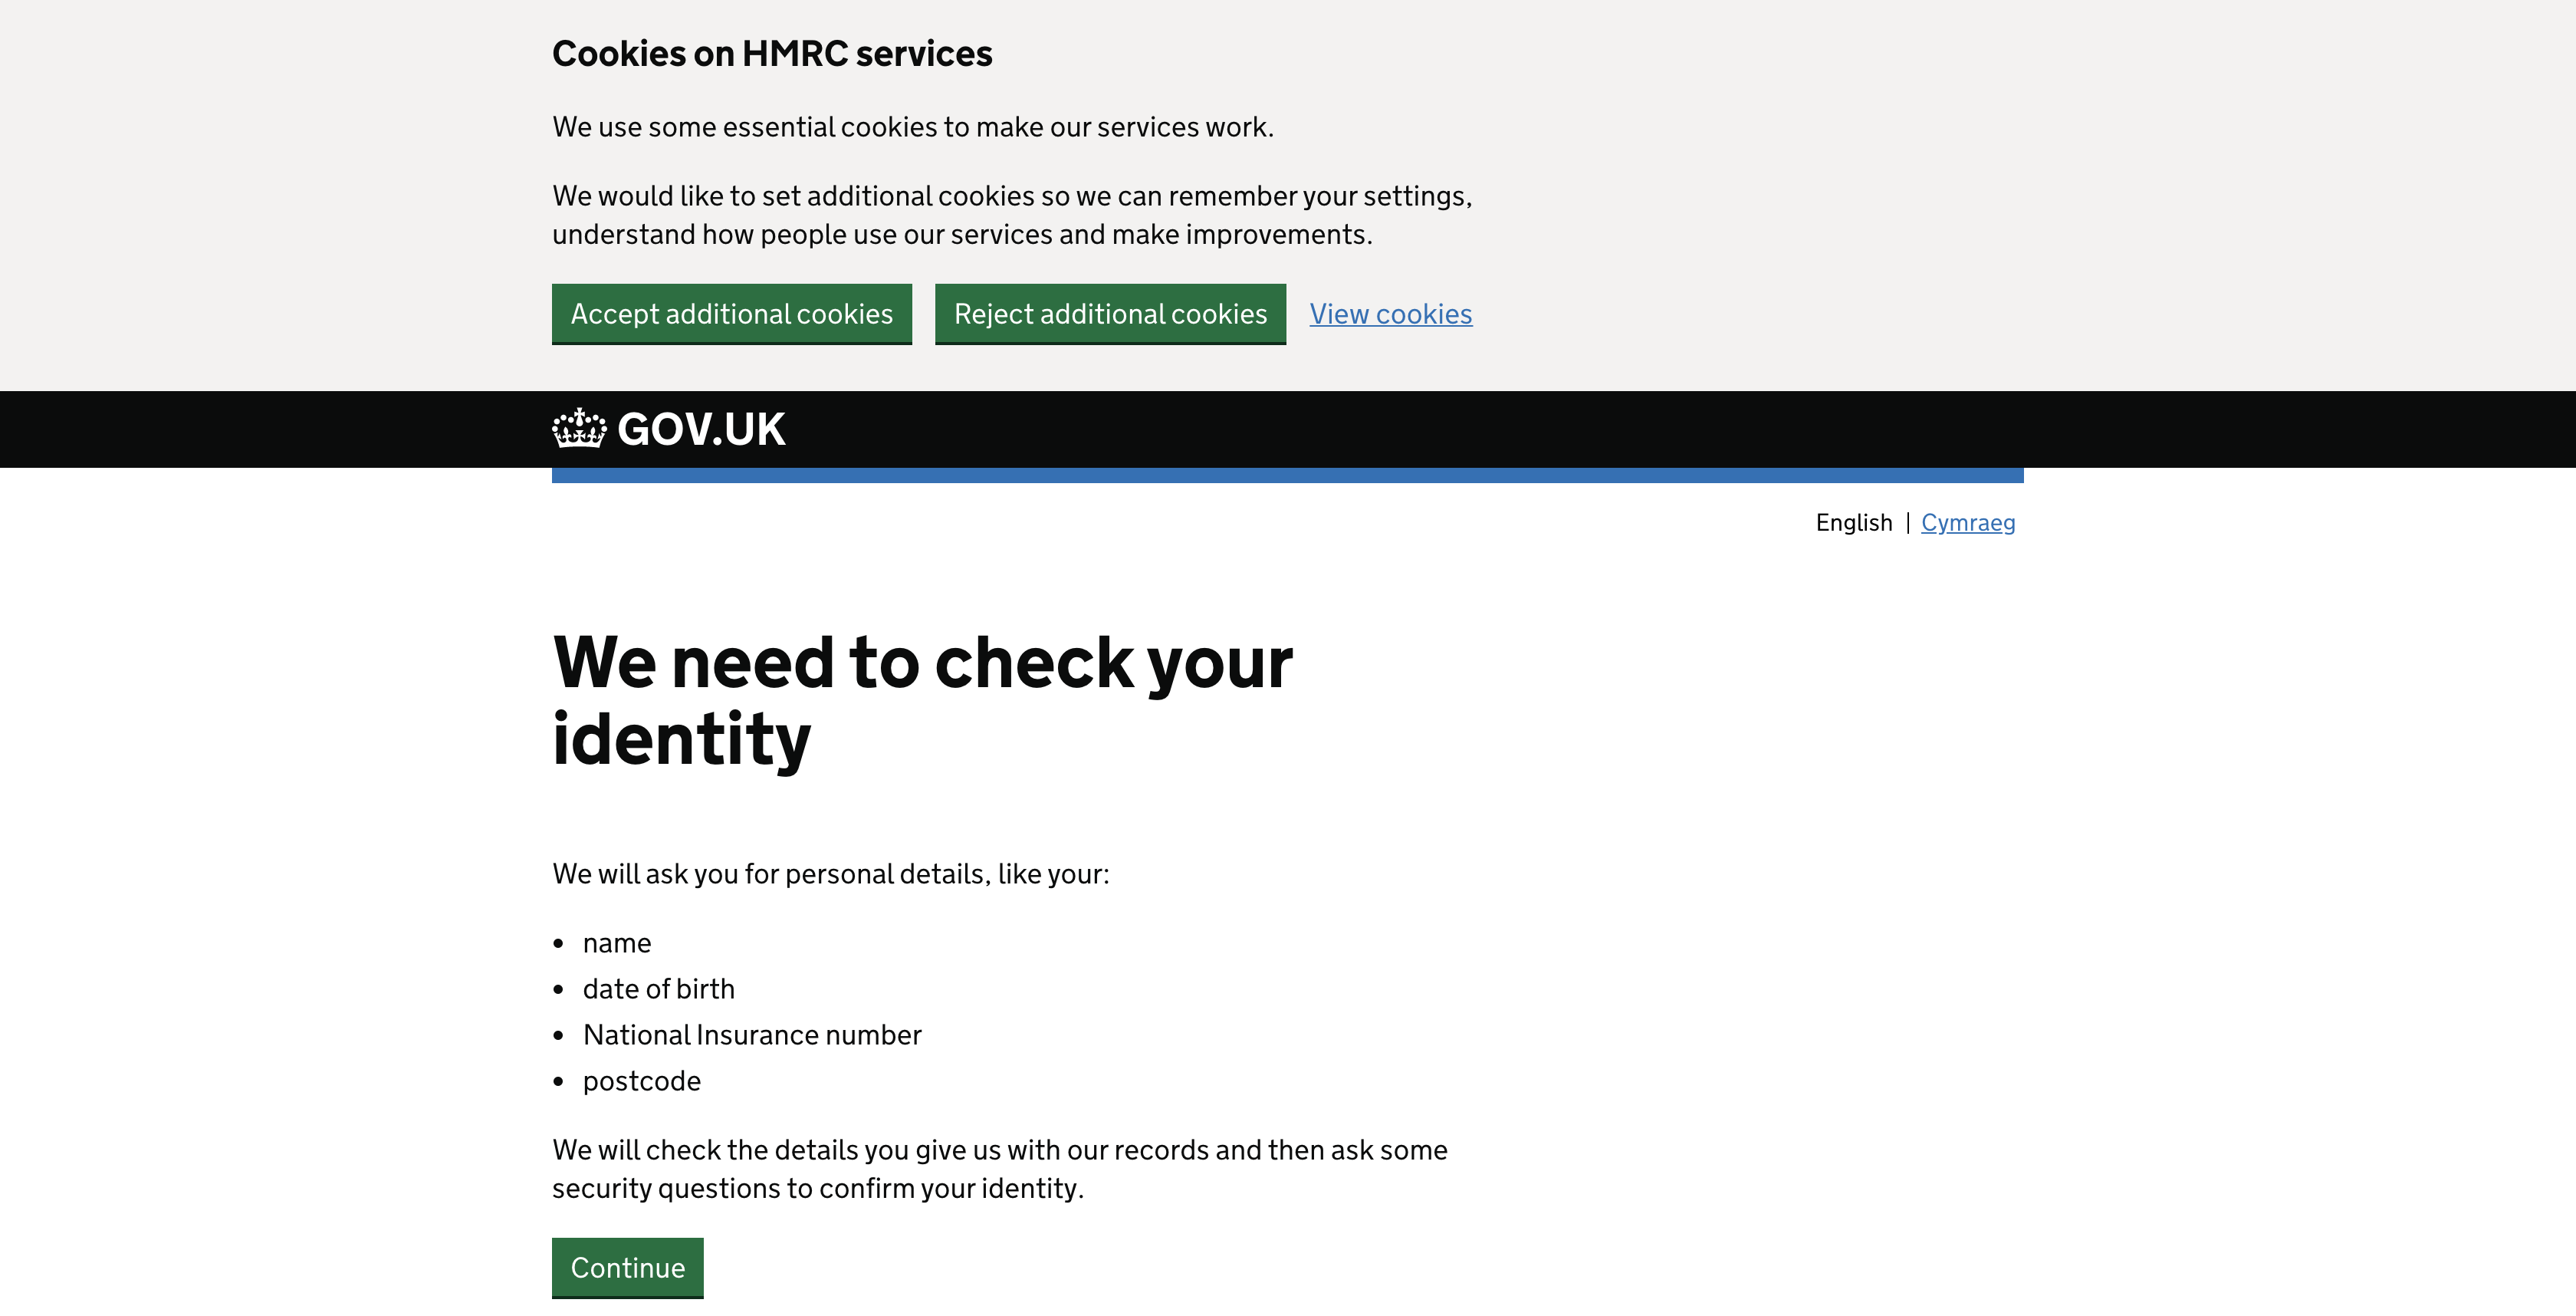 Cookies on HMRC services
We use some essential cookies to make our services work.
We would like to set additional cookies so we can remember your settings,
understand how people use our services and make improvements.
Accept additional cookies Reject additional cookies View cookies
GOV.UK
English | Cymraeg
We need to check your
identity
We will ask you for personal details, like your:
• name
• date of birth
• National Insurance number
• postcode
We will check the details you give us with our records and then ask some
security questions to confirm your identity.
Continue